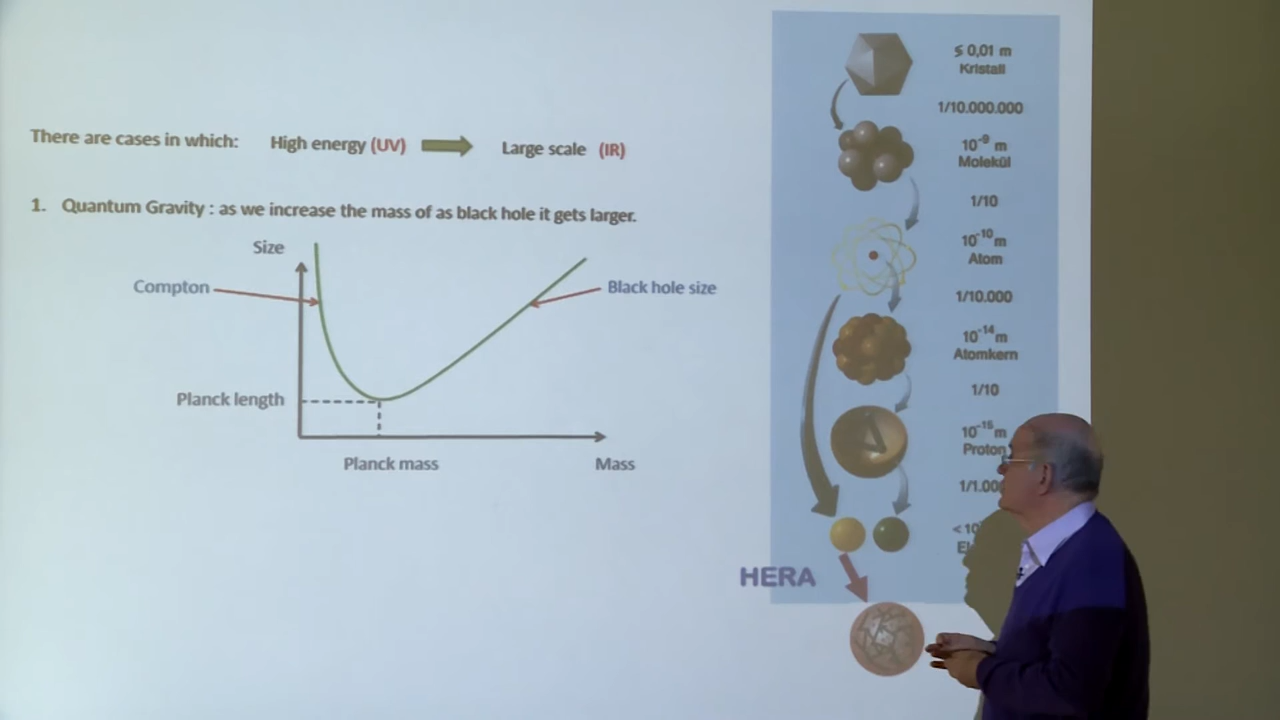 There are cases in which: High energy (UV) Large scale (IR)
1. Quantum Gravity : as we increase the mass of as black hole it gets larger.
Size
Compton
Black hole size
Planck length
Planck mass
Mass
≤ 0,01 m
Kristall
1/10.000.000
10⁻⁹ m
Molekül
1/10
10⁻¹⁰ m
Atom
1/10.000
10⁻¹⁴ m
Atomkern
1/10
10⁻¹⁵ m
Proton
1/1.00
< 10
HERA